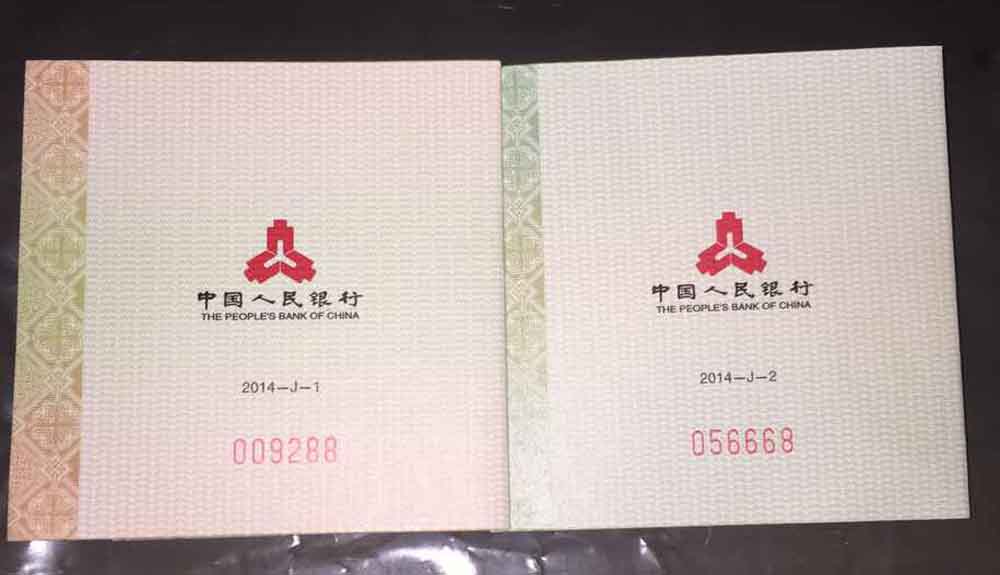 中国人民银行
THE PEOPLE'S BANK OF CHINA
2014-J-1
009288
中国人民银行
THE PEOPLE'S BANK OF CHINA
2014-J-2
056668